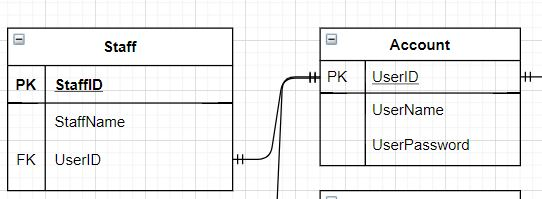 Staff
PK StaffID
StaffName
FK UserID
Account
PK UserID
UserName
UserPassword